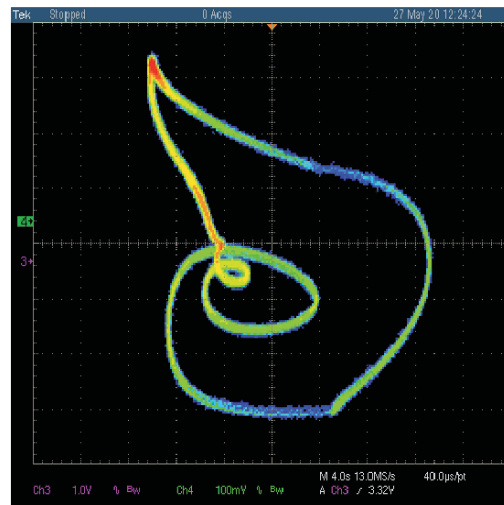 Tek Stopped 0 Acqs 27 May 20 12:24:24
4
3
M 4.0s 13.0MS/s 40.0µs/pt
Ch3 1.0V ∿ Bw Ch4 100mV ∿ Bw A Ch3 ⁄ 3.32V